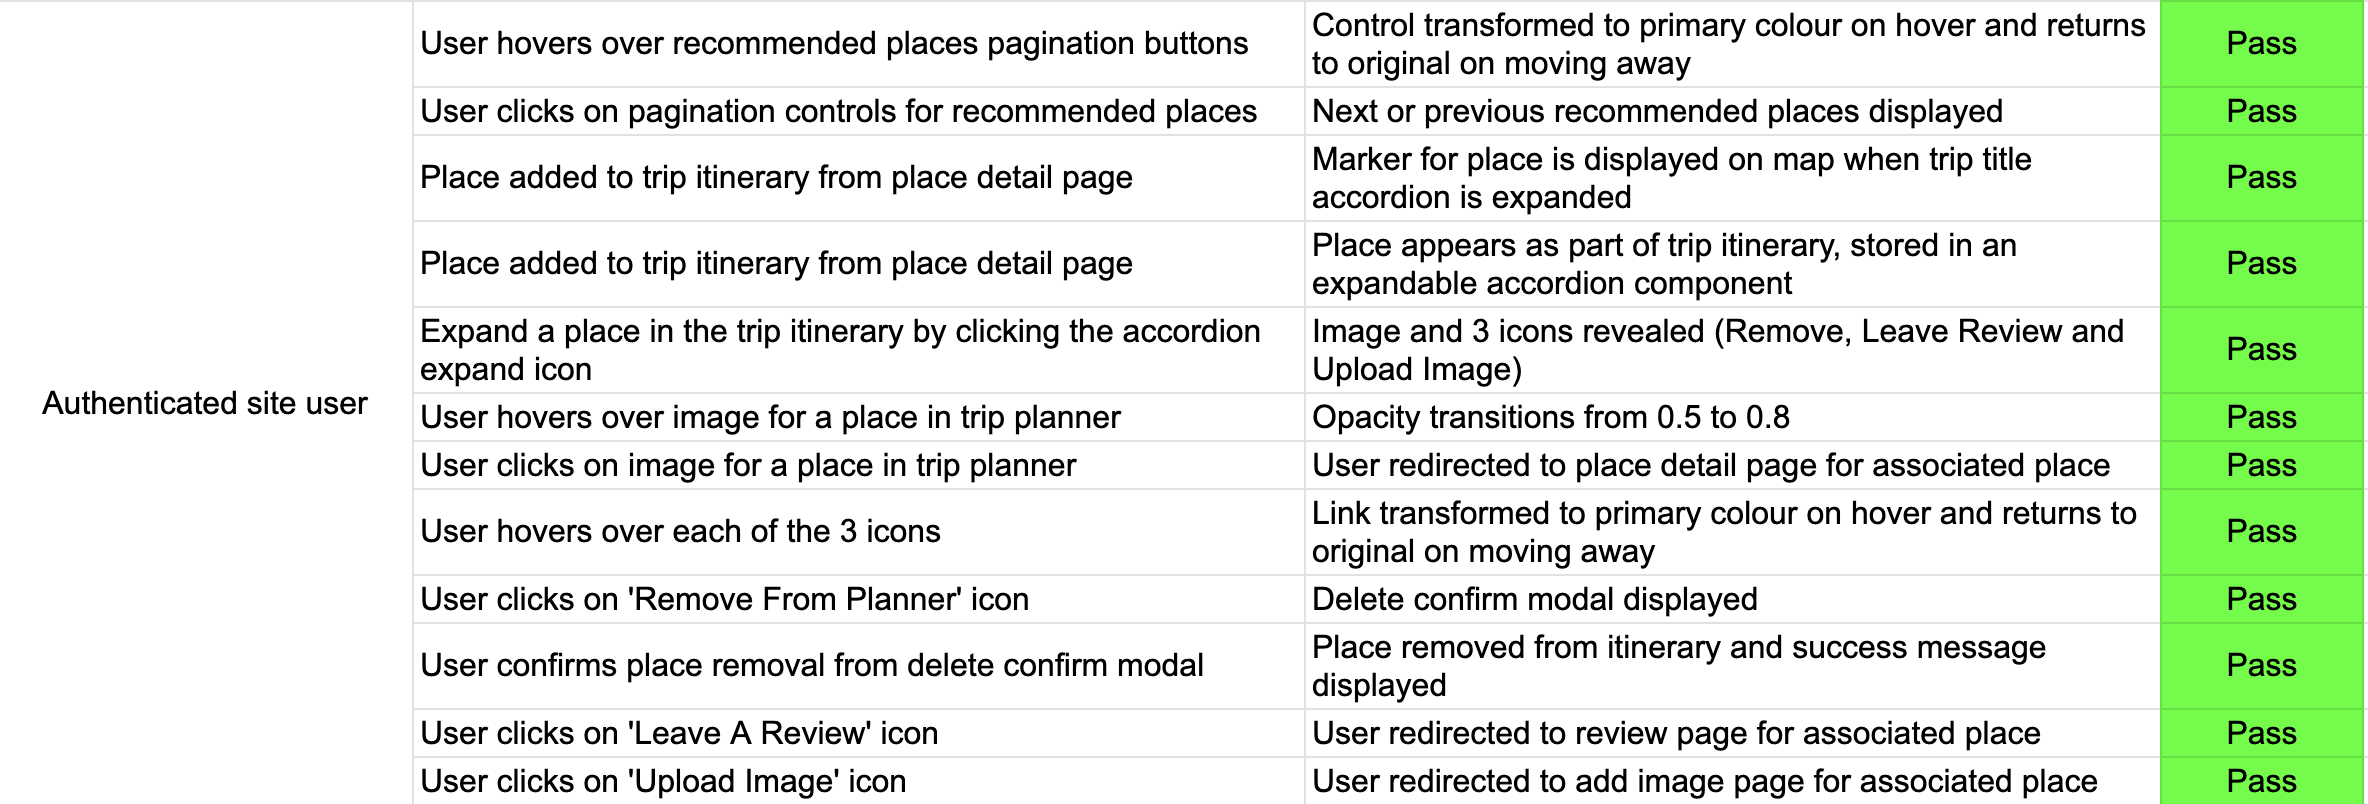 User hovers over recommended places pagination buttons
Control transformed to primary colour on hover and returns
to original on moving away
Pass
User clicks on pagination controls for recommended places
Next or previous recommended places displayed
Pass
Place added to trip itinerary from place detail page
Marker for place is displayed on map when trip title
accordion is expanded
Pass
Place added to trip itinerary from place detail page
Place appears as part of trip itinerary, stored in an
expandable accordion component
Pass
Expand a place in the trip itinerary by clicking the accordion
expand icon
Image and 3 icons revealed (Remove, Leave Review and
Upload Image)
Pass
Authenticated site user
User hovers over image for a place in trip planner
Opacity transitions from 0.5 to 0.8
Pass
User clicks on image for a place in trip planner
User redirected to place detail page for associated place
Pass
User hovers over each of the 3 icons
Link transformed to primary colour on hover and returns to
original on moving away
Pass
User clicks on 'Remove From Planner' icon
Delete confirm modal displayed
Pass
User confirms place removal from delete confirm modal
Place removed from itinerary and success message
displayed
Pass
User clicks on 'Leave A Review' icon
User redirected to review page for associated place
Pass
User clicks on 'Upload Image' icon
User redirected to add image page for associated place
Pass